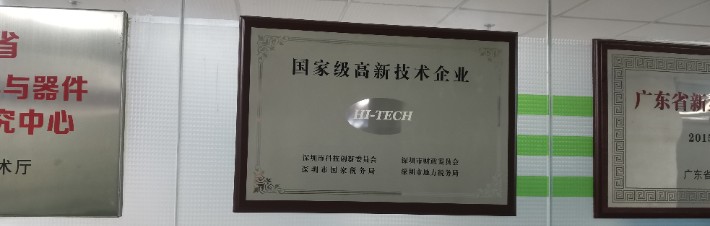 省
与器件
究中心
术厅
国家级高新技术企业
HI-TECH
深圳市科技创新委员会 深圳市财政委员会
深圳市国家税务局 深圳市地方税务局
广东省新
201
广东省